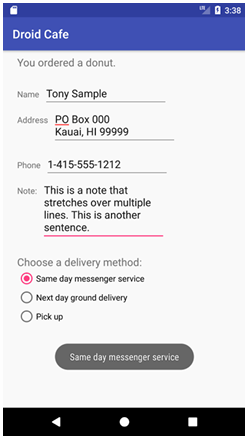 3:38
Droid Cafe
You ordered a donut.
Name Tony Sample
Address PO Box 000
Kauai, HI 99999
Phone 1-415-555-1212
Note: This is a note that
stretches over multiple
lines. This is another
sentence.
Choose a delivery method:
Same day messenger service
Next day ground delivery
Pick up
Same day messenger service